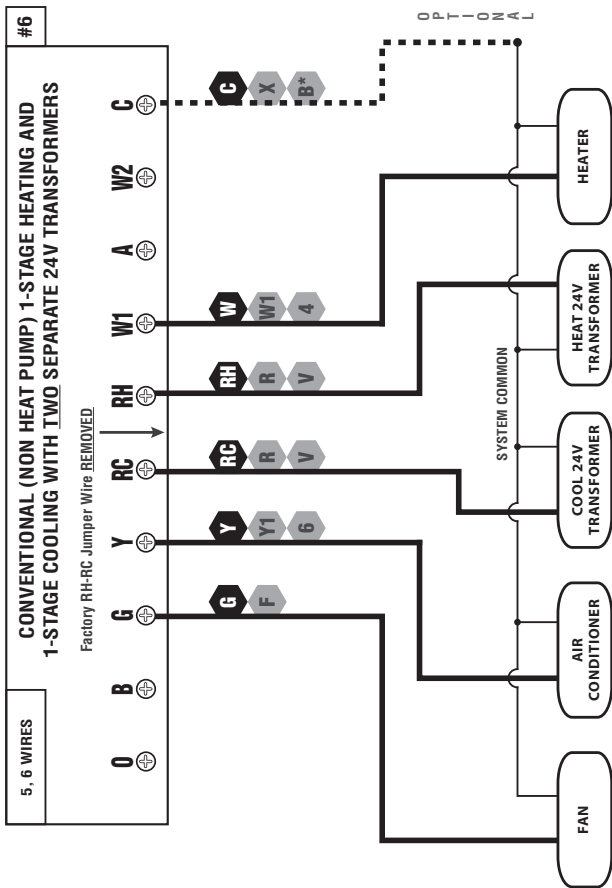 5, 6 WIRES
#6
CONVENTIONAL (NON HEAT PUMP) 1-STAGE HEATING AND
1-STAGE COOLING WITH TWO SEPARATE 24V TRANSFORMERS
Factory RH-RC Jumper Wire REMOVED
O B G Y RC RH W1 A W2 C
G Y RC RH W C
F Y1 R R W1 X
6 V V 4 B*
OPTIONAL
SYSTEM COMMON
FAN
AIR
CONDITIONER
COOL 24V
TRANSFORMER
HEAT 24V
TRANSFORMER
HEATER